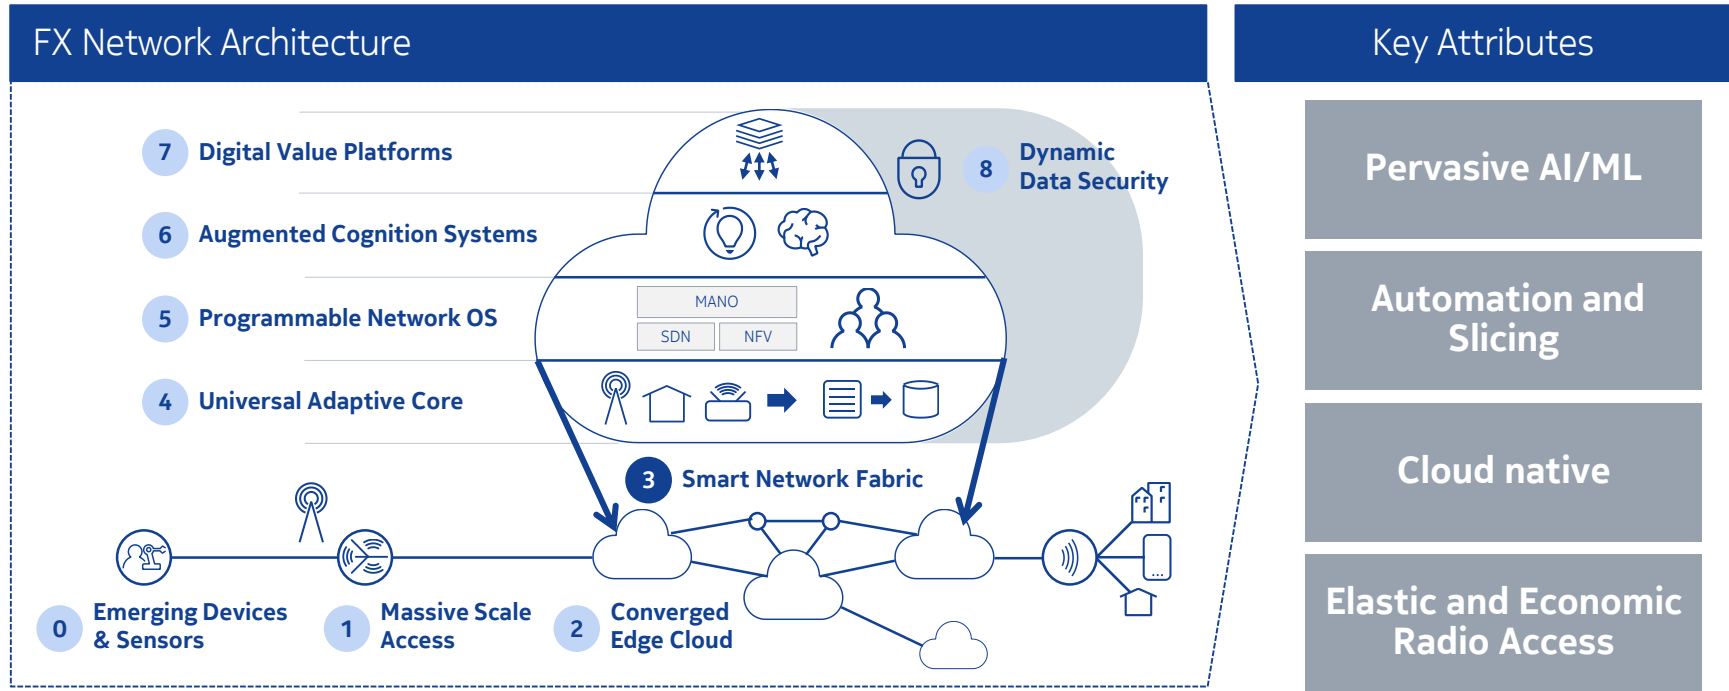 FX Network Architecture
Key Attributes
7 Digital Value Platforms
8 Dynamic
Data Security
6 Augmented Cognition Systems
5 Programmable Network OS
MANO
SDN NFV
4 Universal Adaptive Core
3 Smart Network Fabric
0 Emerging Devices
& Sensors
1 Massive Scale
Access
2 Converged
Edge Cloud
Pervasive AI/ML
Automation and
Slicing
Cloud native
Elastic and Economic
Radio Access